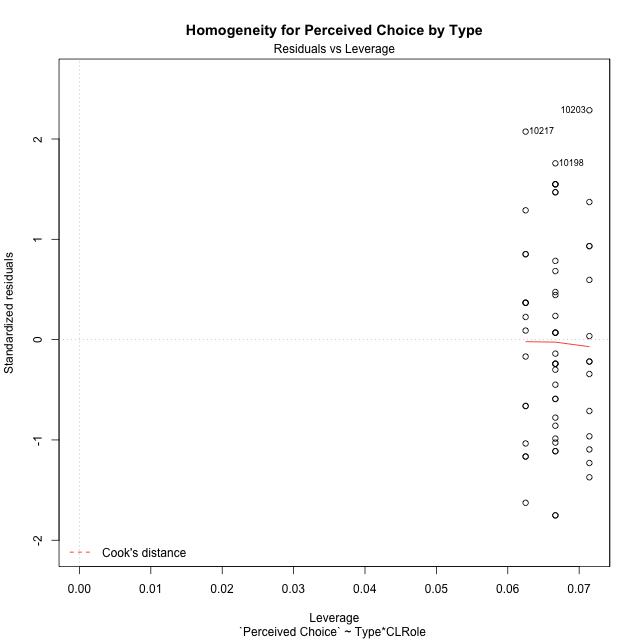 Homogeneity for Perceived Choice by Type
Residuals vs Leverage
10203
10217
10198
2
1
0
-1
-2
Standardized residuals
Cook's distance
0.00 0.01 0.02 0.03 0.04 0.05 0.06 0.07
Leverage
`Perceived Choice` ~ Type*CLRole